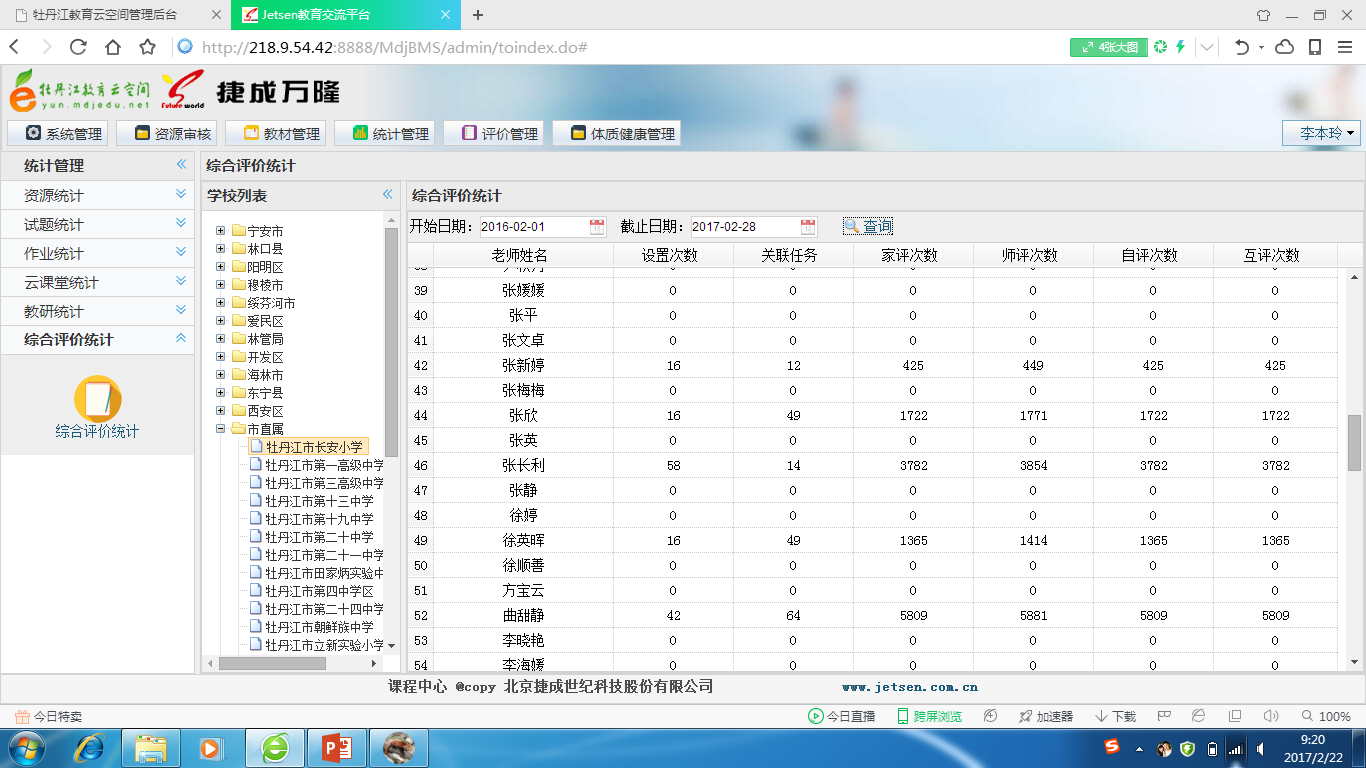 牡丹江教育云空间管理后台
Jetsen教育交流平台
http://218.9.54.42:8888/MdjBMS/admin/toindex.do#
4张大图
牡丹江教育云空间
yun.mdjedu.net
Future world
捷成万隆
系统管理 资源审核 教材管理 统计管理 评价管理 体质健康管理
李本玲
统计管理
资源统计
试题统计
作业统计
云课堂统计
教研统计
综合评价统计
综合评价统计
综合评价统计
学校列表
宁安市
林口县
阳明区
穆棱市
绥芬河市
爱民区
林管局
开发区
海林市
东宁县
西安区
市直属
牡丹江市长安小学
牡丹江市第一高级中学
牡丹江市第三高级中学
牡丹江市第十三中学
牡丹江市第十九中学
牡丹江市第二十中学
牡丹江市第二十一中学
牡丹江市田家炳实验中
牡丹江市第四中学区
牡丹江市第二十四中学
牡丹江市朝鲜族中学
牡丹江市立新实验小学
综合评价统计
开始日期： 2016-02-01 截止日期： 2017-02-28 查询
老师姓名 设置次数 关联任务 家评次数 师评次数 自评次数 互评次数
39 张媛媛 0 0 0 0 0 0
40 张平 0 0 0 0 0 0
41 张文卓 0 0 0 0 0 0
42 张新婷 16 12 425 449 425 425
43 张梅梅 0 0 0 0 0 0
44 张欣 16 49 1722 1771 1722 1722
45 张英 0 0 0 0 0 0
46 张长利 58 14 3782 3854 3782 3782
47 张静 0 0 0 0 0 0
48 徐婷 0 0 0 0 0 0
49 徐英晖 16 49 1365 1414 1365 1365
50 徐顺善 0 0 0 0 0 0
51 方宝云 0 0 0 0 0 0
52 曲甜静 42 64 5809 5881 5809 5809
53 李晓艳 0 0 0 0 0 0
54 李海媛 0 0 0 0 0 0
课程中心 @copy 北京捷成世纪科技股份有限公司 www.jetsen.com.cn
今日特卖 今日直播 跨屏浏览 加速器 下载 100%
9:20
2017/2/22